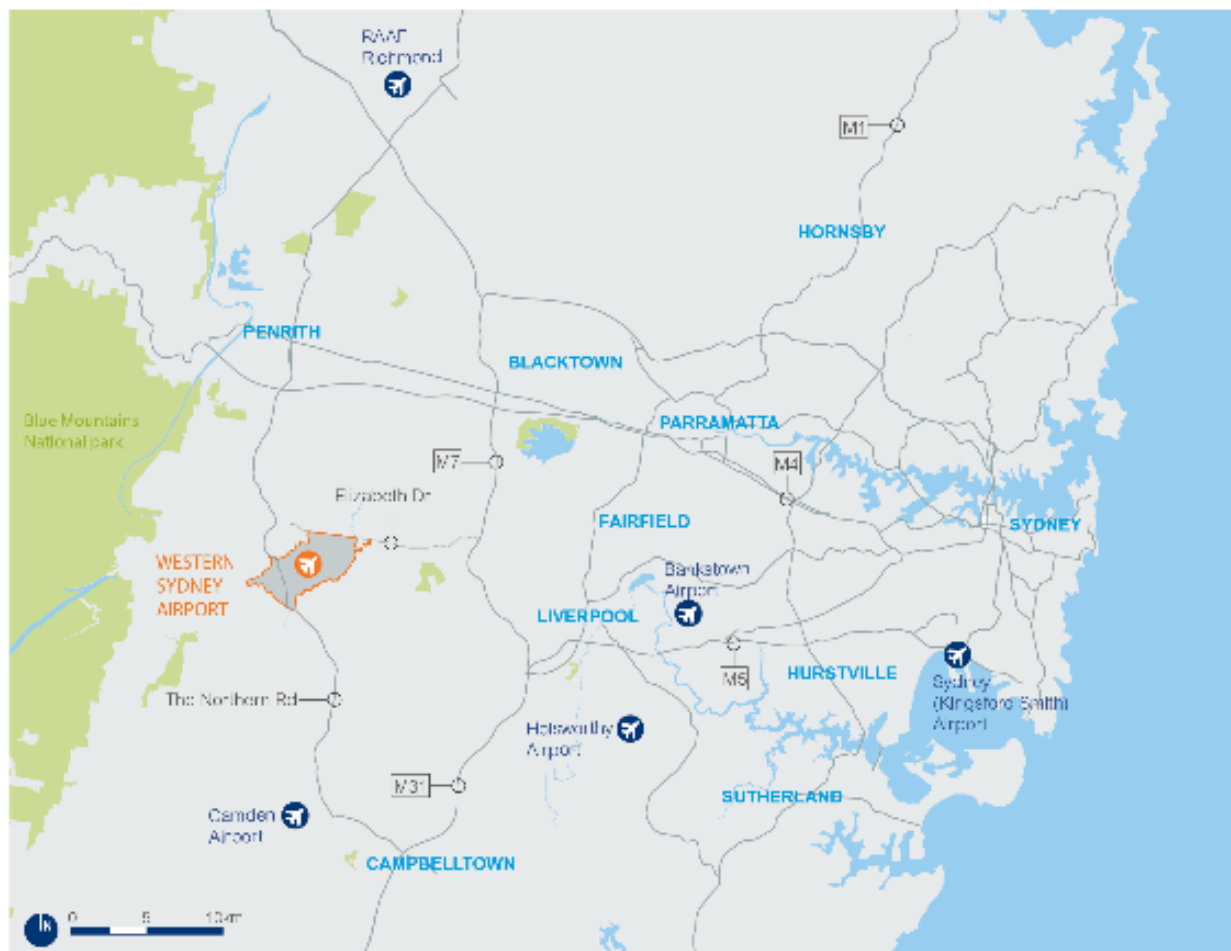 RAAF
Richmond
M1
HORNSBY
PENRITH
BLACKTOWN
Blue Mountains
National park
PARRAMATTA
M7
M4
Elizabeth Dr
FAIRFIELD
SYDNEY
WESTERN
SYDNEY
AIRPORT
Bankstown
Airport
LIVERPOOL
HURSTVILLE
M5
Sydney
(Kingsford Smith)
Airport
The Northern Rd
Holsworthy
Airport
M31
SUTHERLAND
Camden
Airport
CAMPBELLTOWN
N
0 5 10km